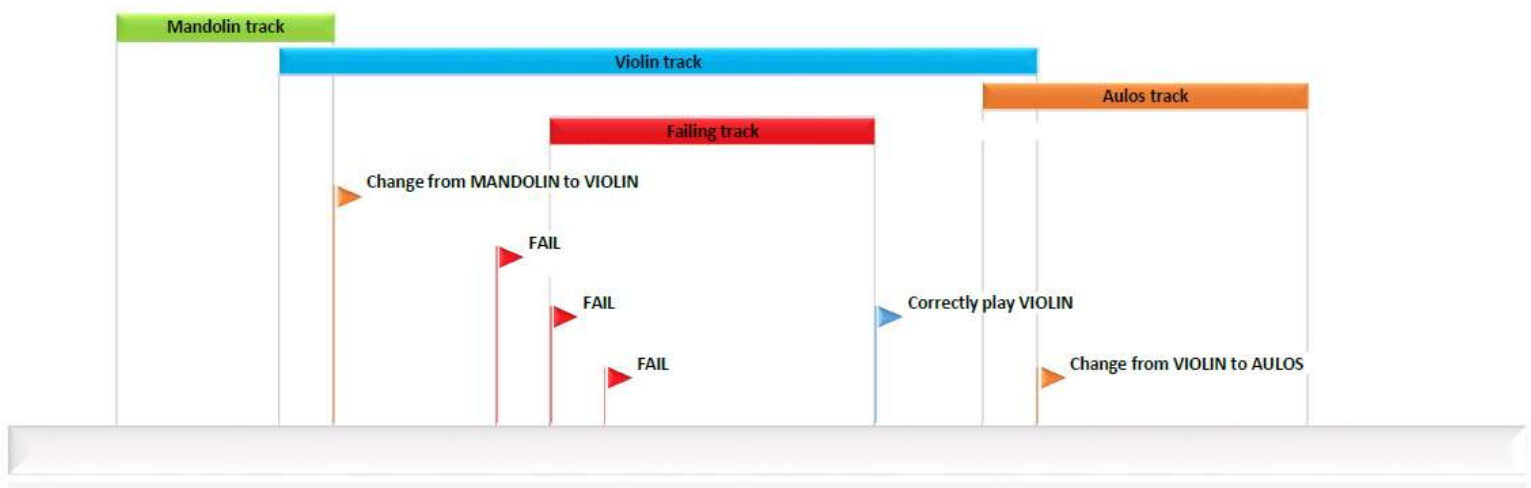 Mandolin track
Violin track
Aulos track
Failing track
Change from MANDOLIN to VIOLIN
FAIL
FAIL
Correctly play VIOLIN
FAIL
Change from VIOLIN to AULOS